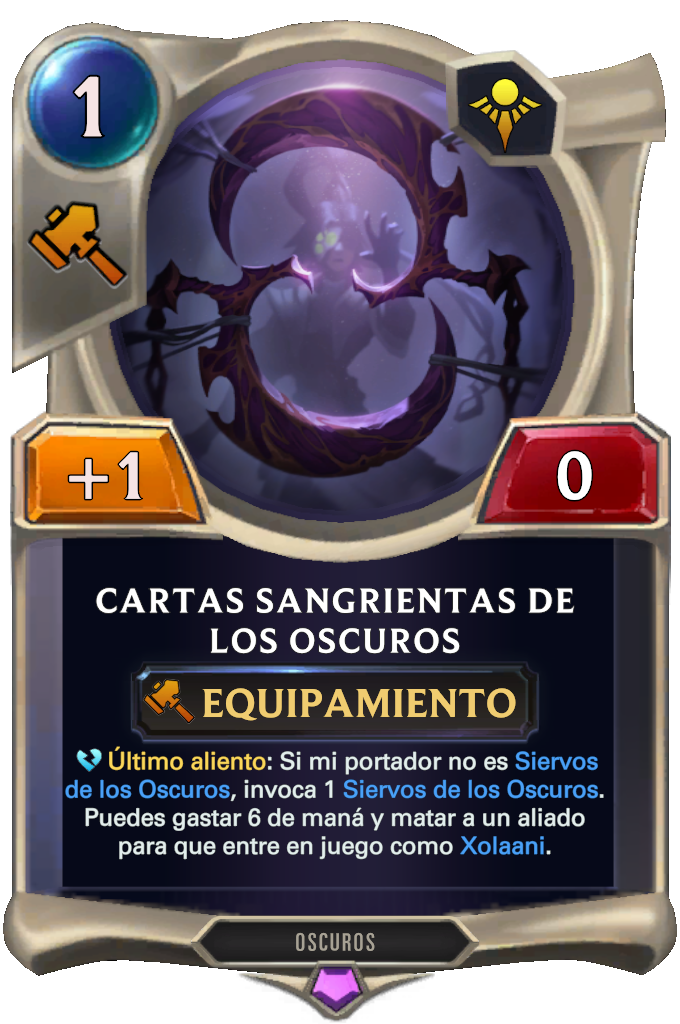 1
+1
0
CARTAS SANGRIENTAS DE
LOS OSCUROS
EQUIPAMIENTO
Último aliento: Si mi portador no es Siervos
de los Oscuros, invoca 1 Siervos de los Oscuros.
Puedes gastar 6 de maná y matar a un aliado
para que entre en juego como Xolaani.
OSCUROS